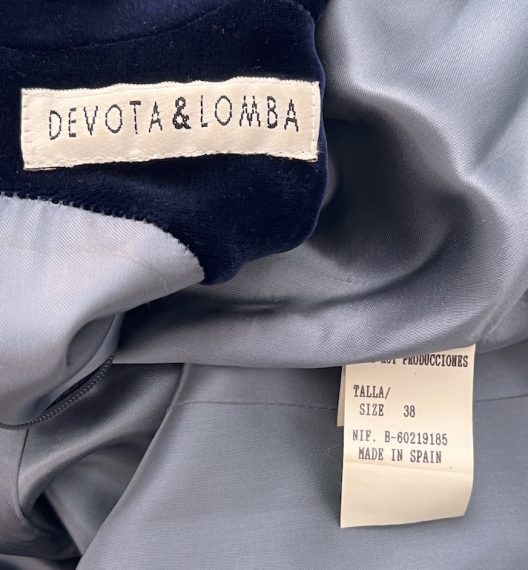 DEVOTA&LOMBA
PRODUCCIONES
TALLA/
SIZE 38
NIF. B-60219185
MADE IN SPAIN